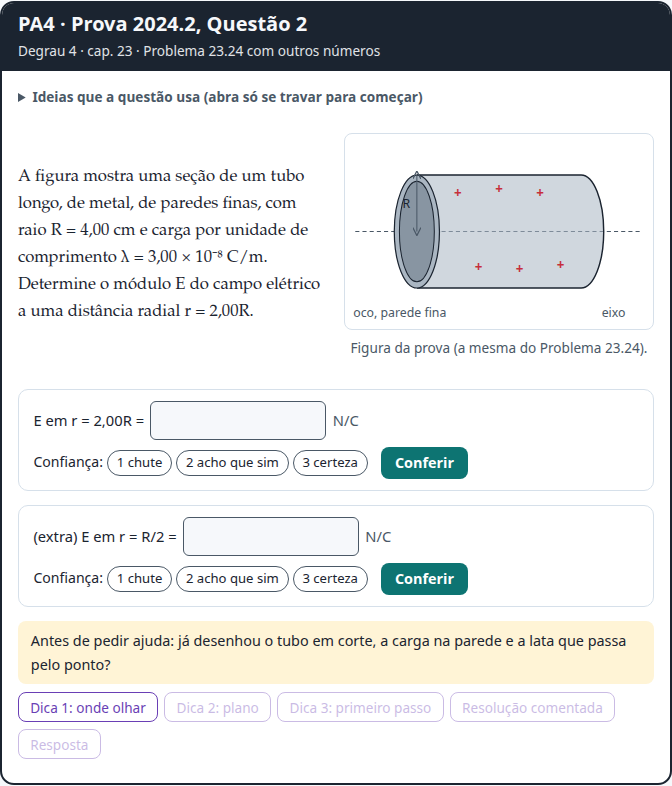 PA4 · Prova 2024.2, Questão 2
Degrau 4 · cap. 23 · Problema 23.24 com outros números
▶ Ideias que a questão usa (abra só se travar para começar)
A figura mostra uma seção de um tubo
longo, de metal, de paredes finas, com
raio R = 4,00 cm e carga por unidade de
comprimento λ = 3,00 × 10⁻⁸ C/m.
Determine o módulo E do campo elétrico
a uma distância radial r = 2,00R.
+ + +
R
+ + +
oco, parede fina eixo
Figura da prova (a mesma do Problema 23.24).
E em r = 2,00R = N/C
Confiança: 1 chute 2 acho que sim 3 certeza Conferir
(extra) E em r = R/2 = N/C
Confiança: 1 chute 2 acho que sim 3 certeza Conferir
Antes de pedir ajuda: já desenhou o tubo em corte, a carga na parede e a lata que passa
pelo ponto?
Dica 1: onde olhar Dica 2: plano Dica 3: primeiro passo Resolução comentada
Resposta